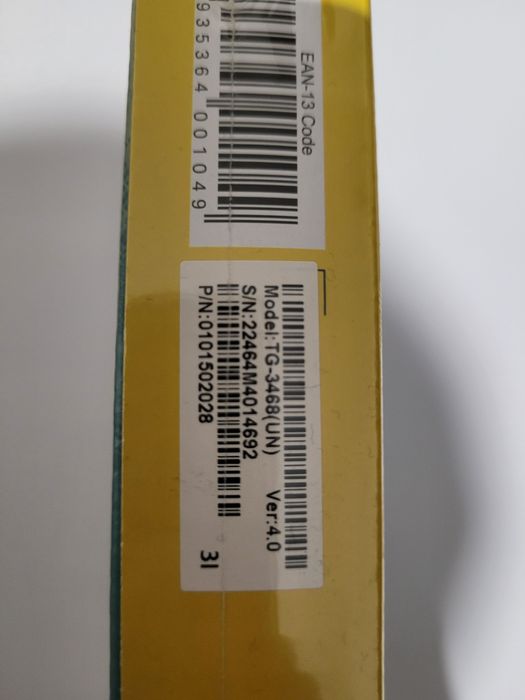 EAN-13 Code
935364 001049
Model:TG-3468(UN) Ver:4.0
S/N:22464M4014692
P/N:0101502028
3I